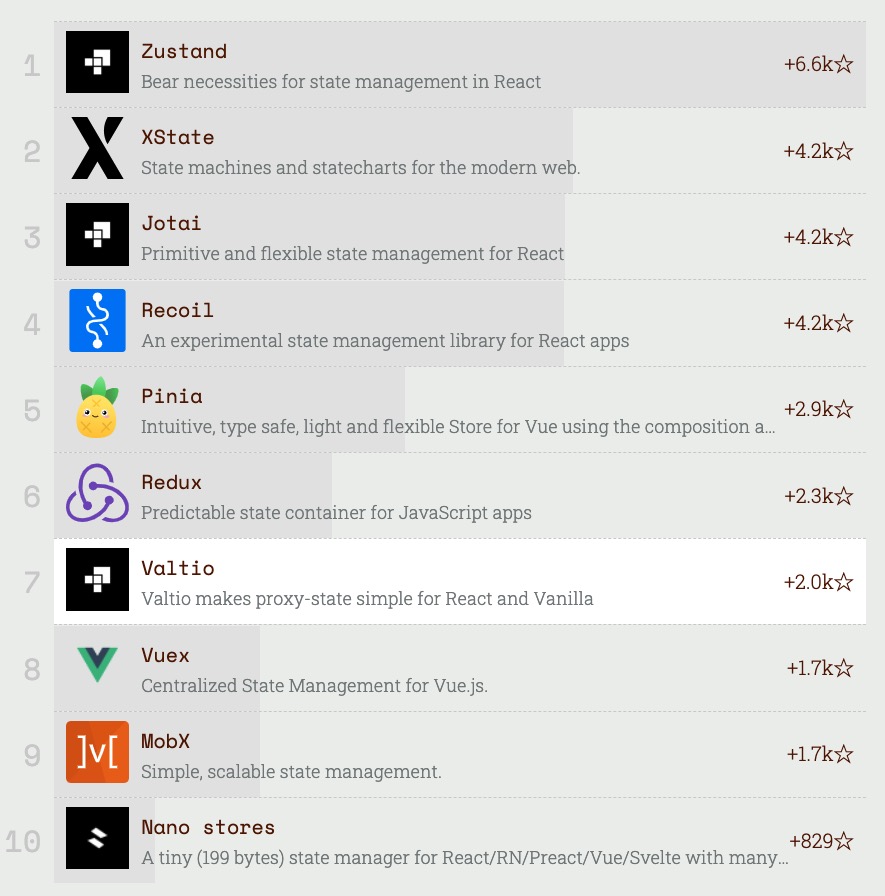 1
Zustand
Bear necessities for state management in React
+6.6k☆
2
XState
State machines and statecharts for the modern web.
+4.2k☆
3
Jotai
Primitive and flexible state management for React
+4.2k☆
4
Recoil
An experimental state management library for React apps
+4.2k☆
5
Pinia
Intuitive, type safe, light and flexible Store for Vue using the composition a...
+2.9k☆
6
Redux
Predictable state container for JavaScript apps
+2.3k☆
7
Valtio
Valtio makes proxy-state simple for React and Vanilla
+2.0k☆
8
Vuex
Centralized State Management for Vue.js.
+1.7k☆
9
]v[
MobX
Simple, scalable state management.
+1.7k☆
10
Nano stores
A tiny (199 bytes) state manager for React/RN/Preact/Vue/Svelte with many...
+829☆